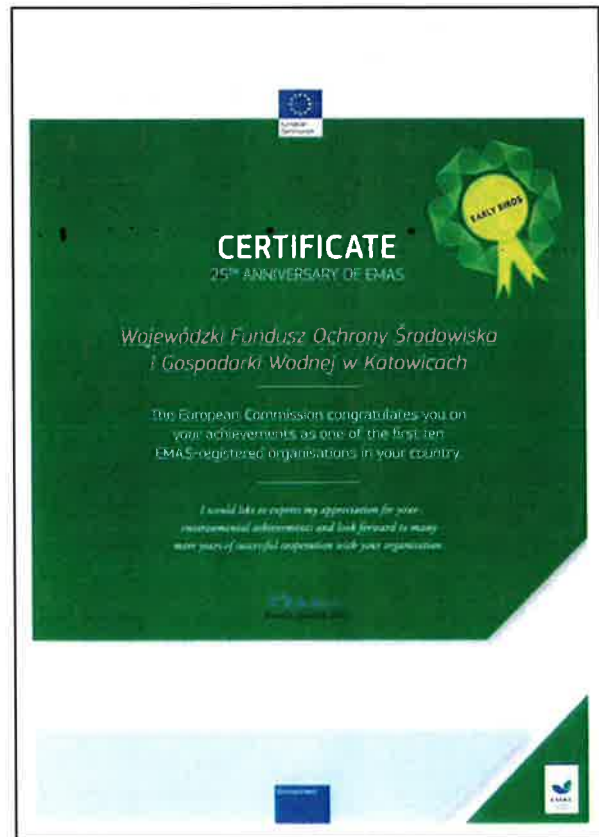 European
Commission
EARLY BIRDS
CERTIFICATE
25TH ANNIVERSARY OF EMAS
Wojewódzki Fundusz Ochrony Środowiska
i Gospodarki Wodnej w Katowicach
The European Commission congratulates you on
your achievements as one of the first ten
EMAS-registered organisations in your country.
I would like to express my appreciation for your
environmental achievements and look forward to many
more years of successful cooperation with your organisation.
EMAS